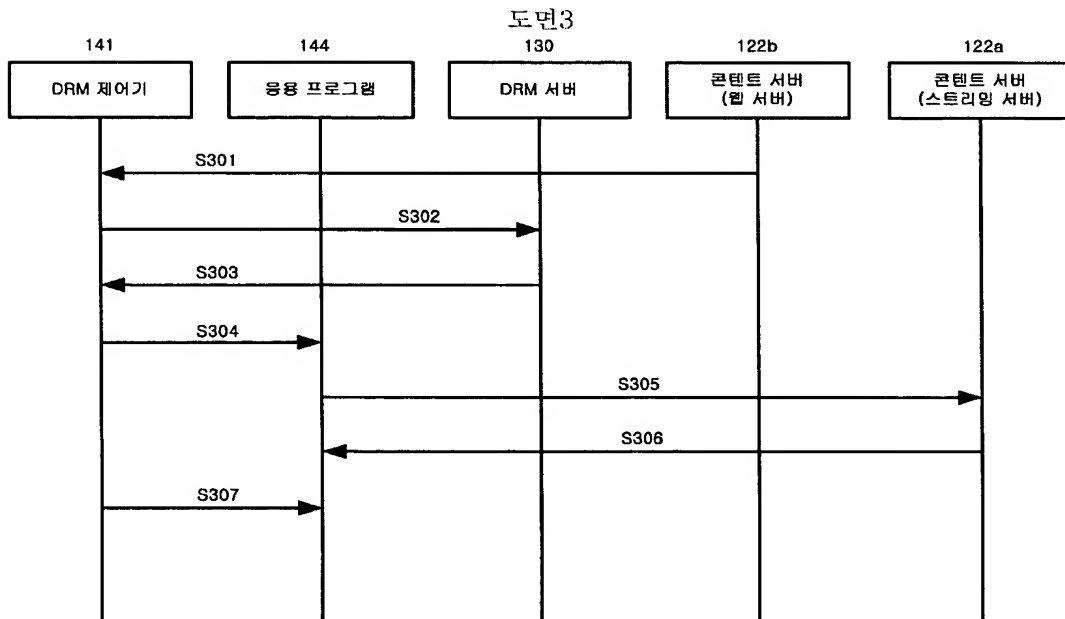 도면3
141
144
130
122b
122a
DRM 제어기
응용 프로그램
DRM 서버
콘텐트 서버
(웹 서버)
콘텐트 서버
(스트리밍 서버)
S301
S302
S303
S304
S305
S306
S307